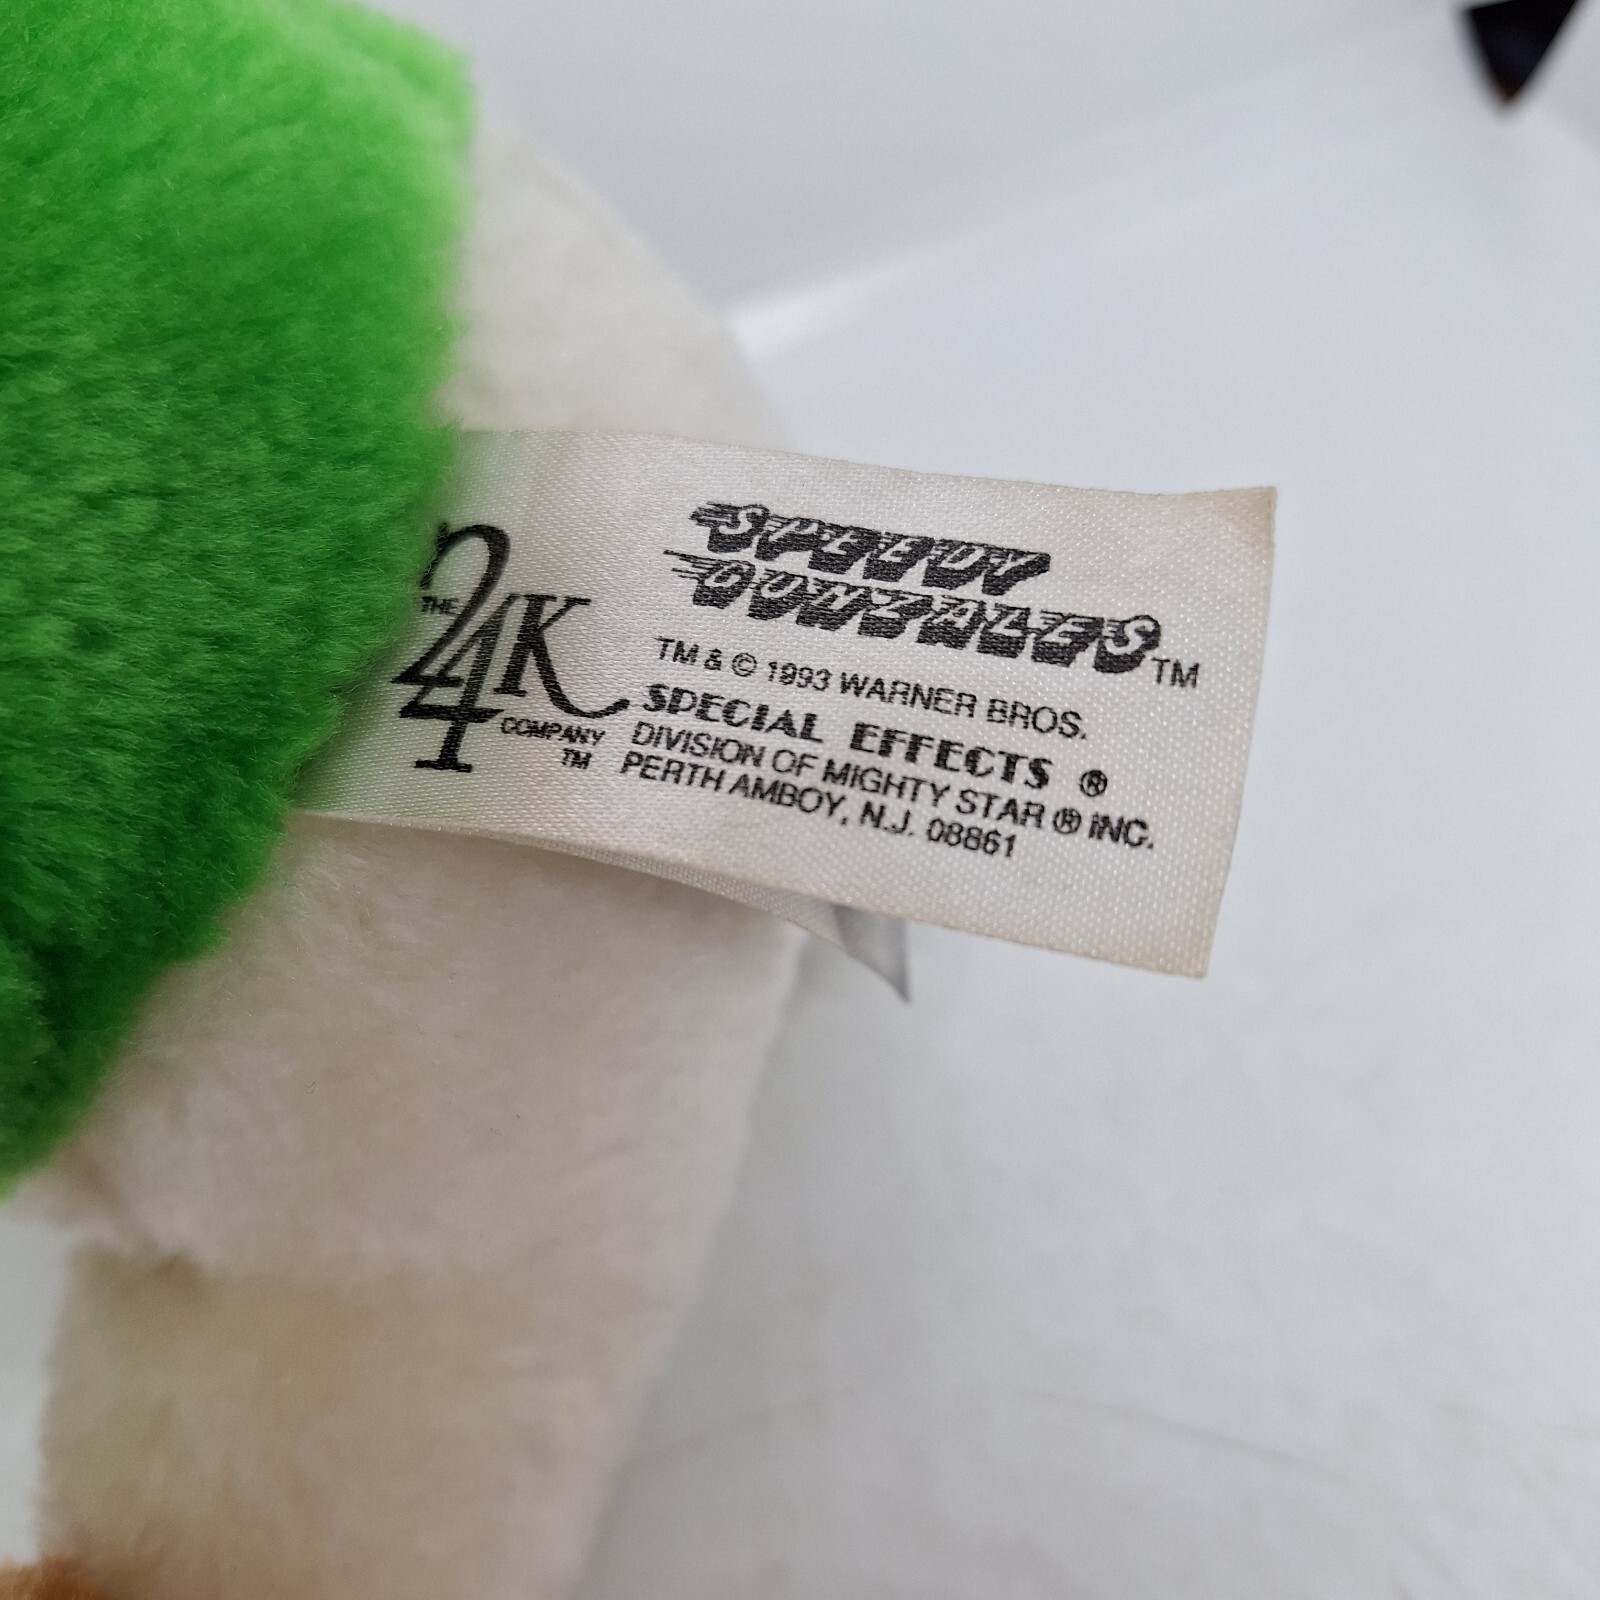 THE
24K
COMPANY
TM
SPEEDY
GONZALES TM
TM & © 1993 WARNER BROS.
SPECIAL EFFECTS ®
DIVISION OF MIGHTY STAR ® INC.
PERTH AMBOY, N.J. 08861